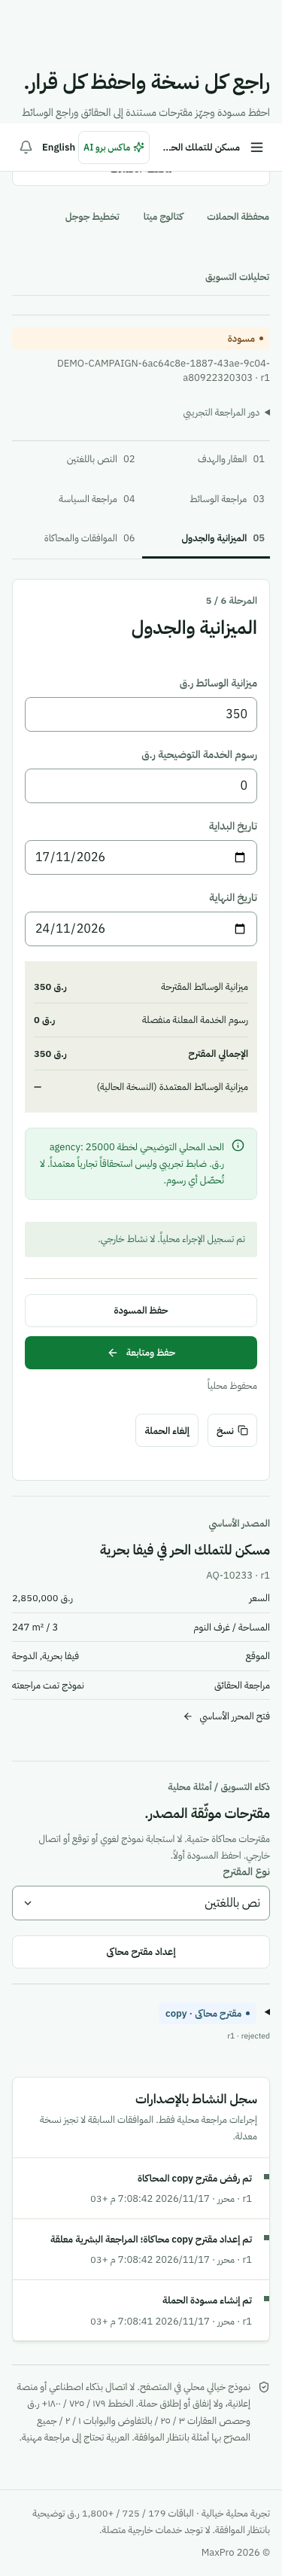 راجع كل نسخة واحفظ كل قرار.
احفظ مسودة وجهّز مقترحات مستندة إلى الحقائق وراجع الوسائط
مسكن للتملك الحـ...
ماكس برو AI
English
محفظة الحملات
كتالوج ميتا
تخطيط جوجل
تحليلات التسويق
مسودة
DEMO-CAMPAIGN-6ac64c8e-1887-43ae-9c04-
a80922320303 · r1
دور المراجعة التجريبي
01 العقار والهدف
02 النص باللغتين
03 مراجعة الوسائط
04 مراجعة السياسة
05 الميزانية والجدول
06 الموافقات والمحاكاة
المرحلة 6 / 5
الميزانية والجدول
ميزانية الوسائط ر.ق
350
رسوم الخدمة التوضيحية ر.ق
0
تاريخ البداية
17/11/2026
تاريخ النهاية
24/11/2026
ميزانية الوسائط المقترحة
ر.ق 350
رسوم الخدمة المعلنة منفصلة
ر.ق 0
الإجمالي المقترح
ر.ق 350
ميزانية الوسائط المعتمدة (النسخة الحالية)
—
الحد المحلي التوضيحي لخطة agency: 25000
ر.ق. ضابط تجريبي وليس استحقاقاً تجارياً معتمداً. لا
تُحصّل أي رسوم.
تم تسجيل الإجراء محلياً. لا نشاط خارجي.
حفظ المسودة
حفظ ومتابعة
محفوظ محلياً
نسخ
إلغاء الحملة
المصدر الأساسي
مسكن للتملك الحر في فيفا بحرية
AQ-10233 · r1
السعر
ر.ق 2,850,000
المساحة / غرف النوم
247 m² / 3
الموقع
فيفا بحرية, الدوحة
مراجعة الحقائق
نموذج تمت مراجعته
فتح المحرر الأساسي
ذكاء التسويق / أمثلة محلية
مقترحات موثّقة المصدر.
مقترحات محاكاة حتمية. لا استجابة نموذج لغوي أو توقع أو اتصال
خارجي. احفظ المسودة أولاً.
نوع المقترح
نص باللغتين
إعداد مقترح محاكى
مقترح محاكى · copy
r1 · rejected
سجل النشاط بالإصدارات
إجراءات مراجعة محلية فقط. الموافقات السابقة لا تجيز نسخة
معدلة.
تم رفض مقترح copy المحاكاة
r1 · محرر · 2026/11/17 7:08:42 م +03
تم إعداد مقترح copy محاكاة؛ المراجعة البشرية معلقة
r1 · محرر · 2026/11/17 7:08:42 م +03
تم إنشاء مسودة الحملة
r1 · محرر · 2026/11/17 7:08:41 م +03
نموذج خيالي محلي في المتصفح. لا اتصال بذكاء اصطناعي أو منصة
إعلانية، ولا إنفاق أو إطلاق حملة. الخطط ١٧٩ / ٧٢٥ / ١٨٠٠+ ر.ق
وحصص العقارات ٣ / ٢٥ / بالتفاوض والبوابات ١ / ٢ / جميع
المصرّح بها أمثلة بانتظار الموافقة. العربية تحتاج إلى مراجعة مهنية.
تجربة محلية خيالية · الباقات 179 / 725 / +1,800 ر.ق توضيحية
بانتظار الموافقة. لا توجد خدمات خارجية متصلة.
© 2026 MaxPro